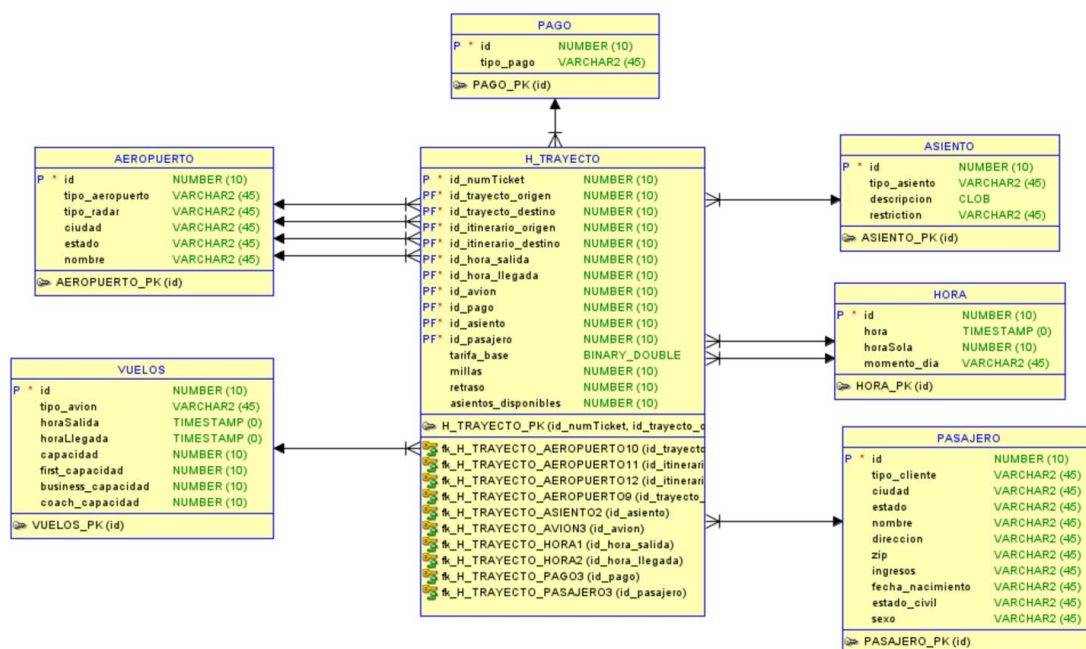 PAGO
P * id NUMBER (10)
tipo_pago VARCHAR2 (45)
PAGO_PK (id)
AEROPUERTO
P * id NUMBER (10)
tipo_aeropuerto VARCHAR2 (45)
tipo_radar VARCHAR2 (45)
ciudad VARCHAR2 (45)
estado VARCHAR2 (45)
nombre VARCHAR2 (45)
AEROPUERTO_PK (id)
H_TRAYECTO
P * id_numTicket NUMBER (10)
PF* id_trayecto_origen NUMBER (10)
PF* id_trayecto_destino NUMBER (10)
PF* id_itinerario_origen NUMBER (10)
PF* id_itinerario_destino NUMBER (10)
PF* id_hora_salida NUMBER (10)
PF* id_hora_llegada NUMBER (10)
PF* id_avion NUMBER (10)
PF* id_pago NUMBER (10)
PF* id_asiento NUMBER (10)
PF* id_pasajero NUMBER (10)
tarifa_base BINARY_DOUBLE
millas NUMBER (10)
retraso NUMBER (10)
asientos_disponibles NUMBER (10)
H_TRAYECTO_PK (id_numTicket, id_trayecto_o
fk_H_TRAYECTO_AEROPUERTO10 (id_trayecto
fk_H_TRAYECTO_AEROPUERTO11 (id_itinerari
fk_H_TRAYECTO_AEROPUERTO12 (id_itinerari
fk_H_TRAYECTO_AEROPUERTO9 (id_trayecto_
fk_H_TRAYECTO_ASIENTO2 (id_asiento)
fk_H_TRAYECTO_AVION3 (id_avion)
fk_H_TRAYECTO_HORA1 (id_hora_salida)
fk_H_TRAYECTO_HORA2 (id_hora_llegada)
fk_H_TRAYECTO_PAGO3 (id_pago)
fk_H_TRAYECTO_PASAJERO3 (id_pasajero)
ASIENTO
P * id NUMBER (10)
tipo_asiento VARCHAR2 (45)
descripcion CLOB
restriction VARCHAR2 (45)
ASIENTO_PK (id)
HORA
P * id NUMBER (10)
hora TIMESTAMP (0)
horaSola NUMBER (10)
momento_dia VARCHAR2 (45)
HORA_PK (id)
VUELOS
P * id NUMBER (10)
tipo_avion VARCHAR2 (45)
horaSalida TIMESTAMP (0)
horaLlegada TIMESTAMP (0)
capacidad NUMBER (10)
first_capacidad NUMBER (10)
business_capacidad NUMBER (10)
coach_capacidad NUMBER (10)
VUELOS_PK (id)
PASAJERO
P * id NUMBER (10)
tipo_cliente VARCHAR2 (45)
ciudad VARCHAR2 (45)
estado VARCHAR2 (45)
nombre VARCHAR2 (45)
direccion VARCHAR2 (45)
zip VARCHAR2 (45)
ingresos VARCHAR2 (45)
fecha_nacimiento VARCHAR2 (45)
estado_civil VARCHAR2 (45)
sexo VARCHAR2 (45)
PASAJERO_PK (id)